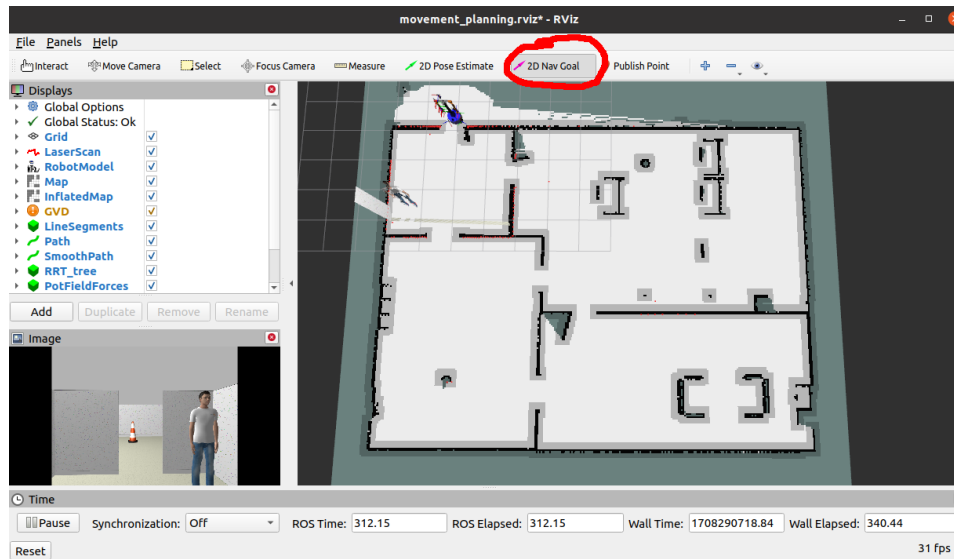 movement_planning.rviz* - RViz
File Panels Help
Interact Move Camera Select Focus Camera Measure 2D Pose Estimate 2D Nav Goal Publish Point
Displays
Global Options
Global Status: Ok
Grid
LaserScan
RobotModel
Map
InflatedMap
GVD
LineSegments
Path
SmoothPath
RRT_tree
PotFieldForces
Add Duplicate Remove Rename
Image
Time
Pause Synchronization: Off ROS Time: 312.15 ROS Elapsed: 312.15 Wall Time: 1708290718.84 Wall Elapsed: 340.44
Reset 31 fps